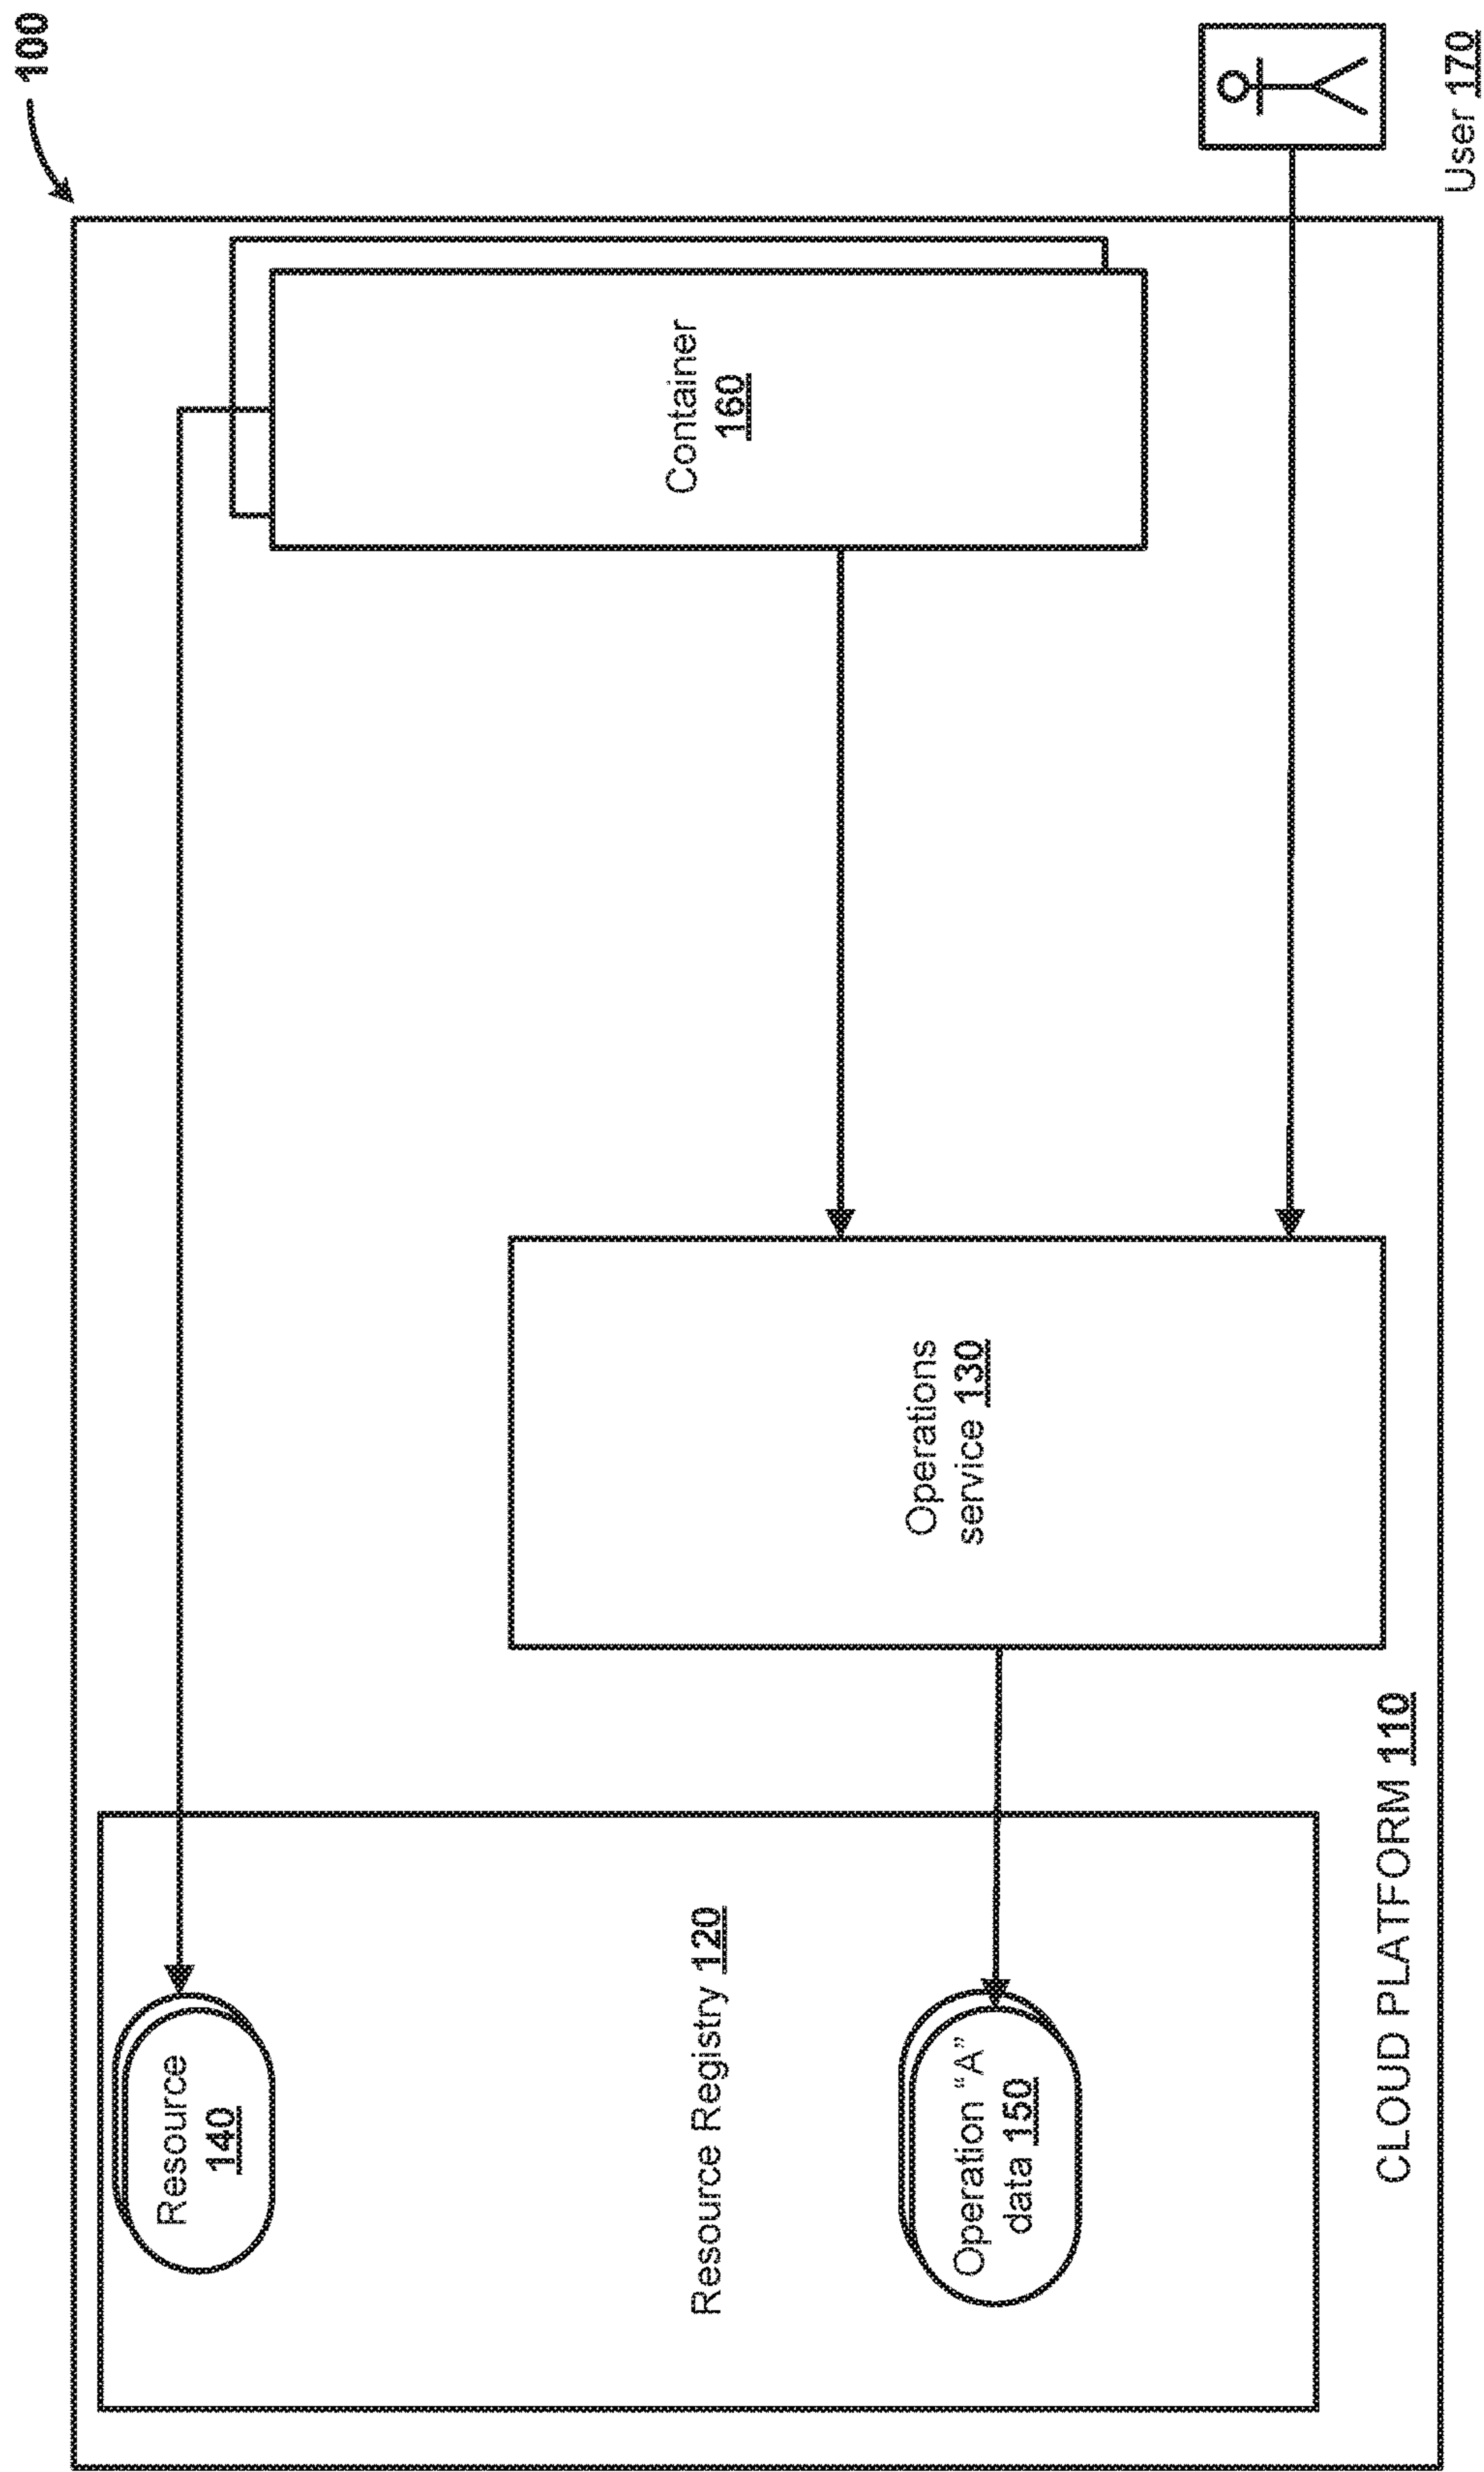 100
User 170
Container
160
Operations
service 130
Resource
140
Resource Registry 120
Operation “A”
data 150
CLOUD PLATFORM 110